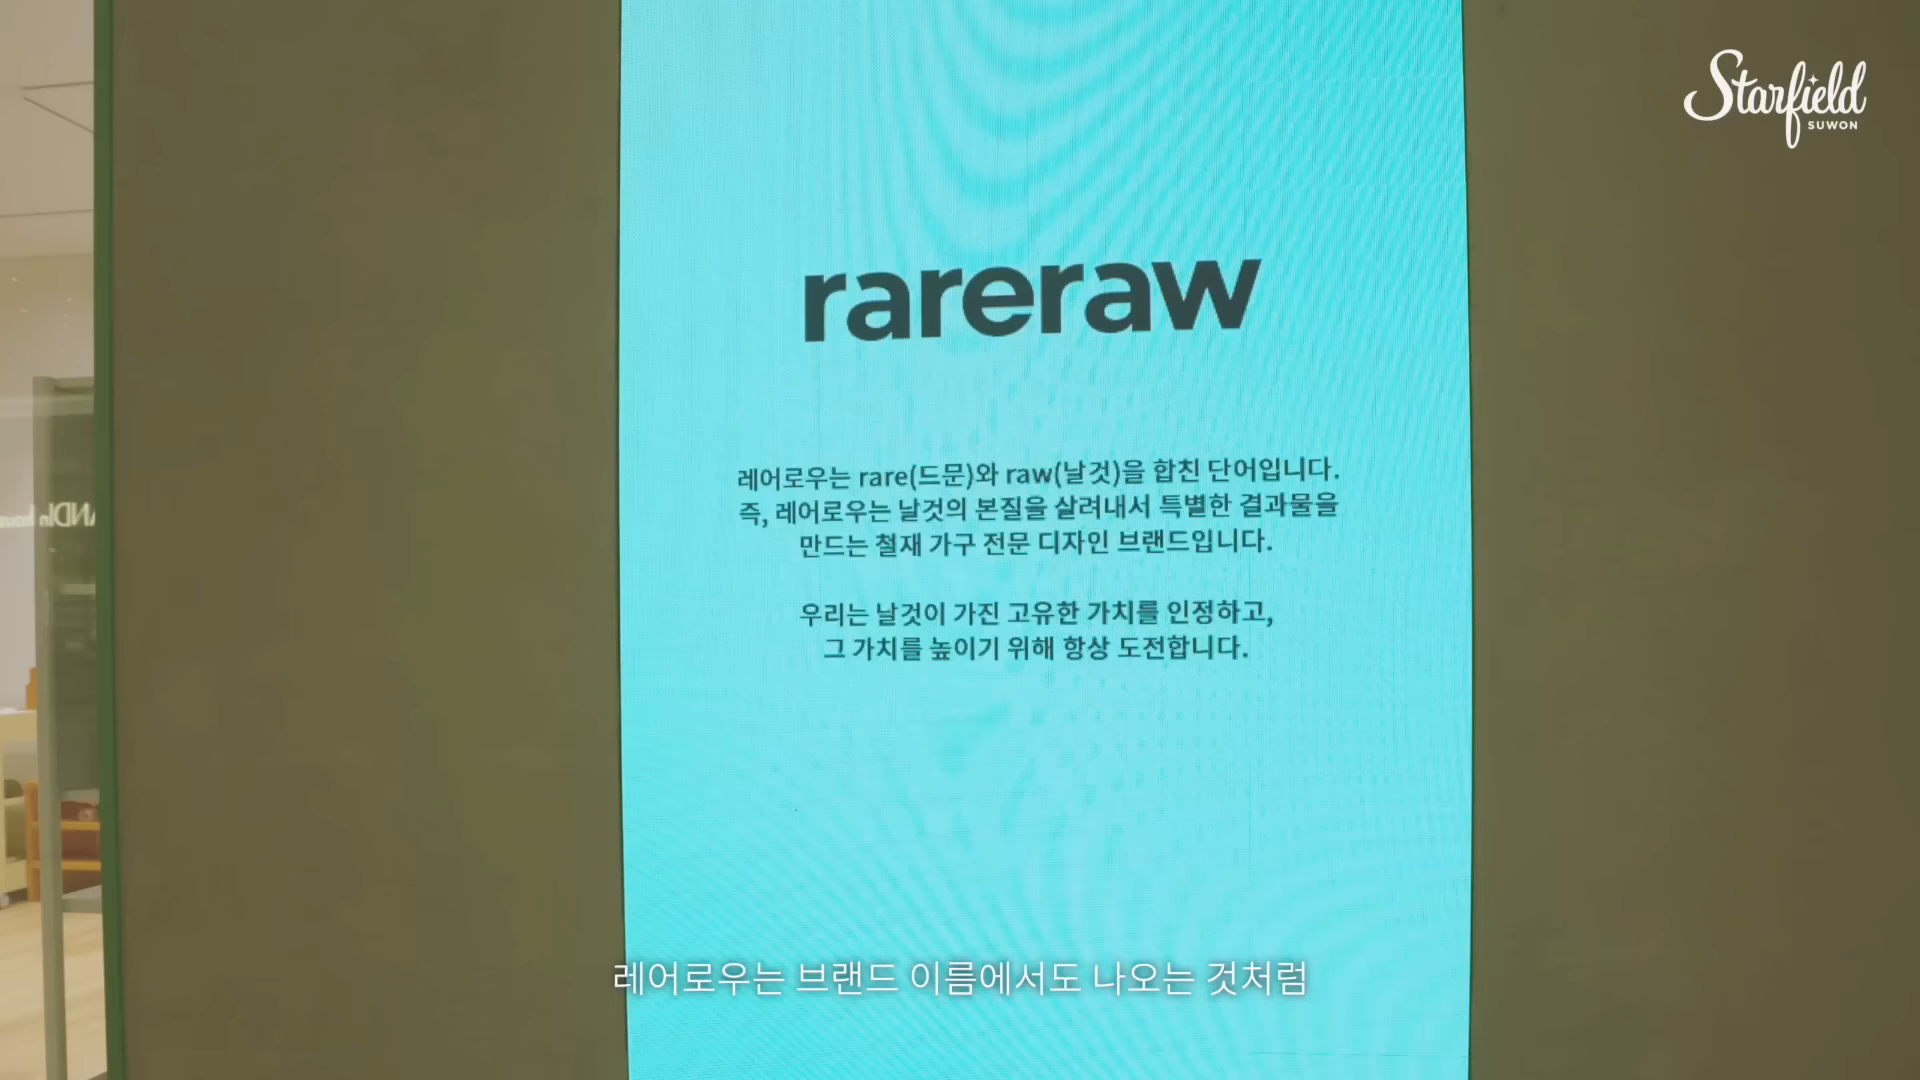 Starfield
SUWON
rareraw
레어로우는 rare(드문)와 raw(날것)을 합친 단어입니다.
즉, 레어로우는 날것의 본질을 살려내서 특별한 결과물을
만드는 철재 가구 전문 디자인 브랜드입니다.
우리는 날것이 가진 고유한 가치를 인정하고,
그 가치를 높이기 위해 항상 도전합니다.
레어로우는 브랜드 이름에서도 나오는 것처럼